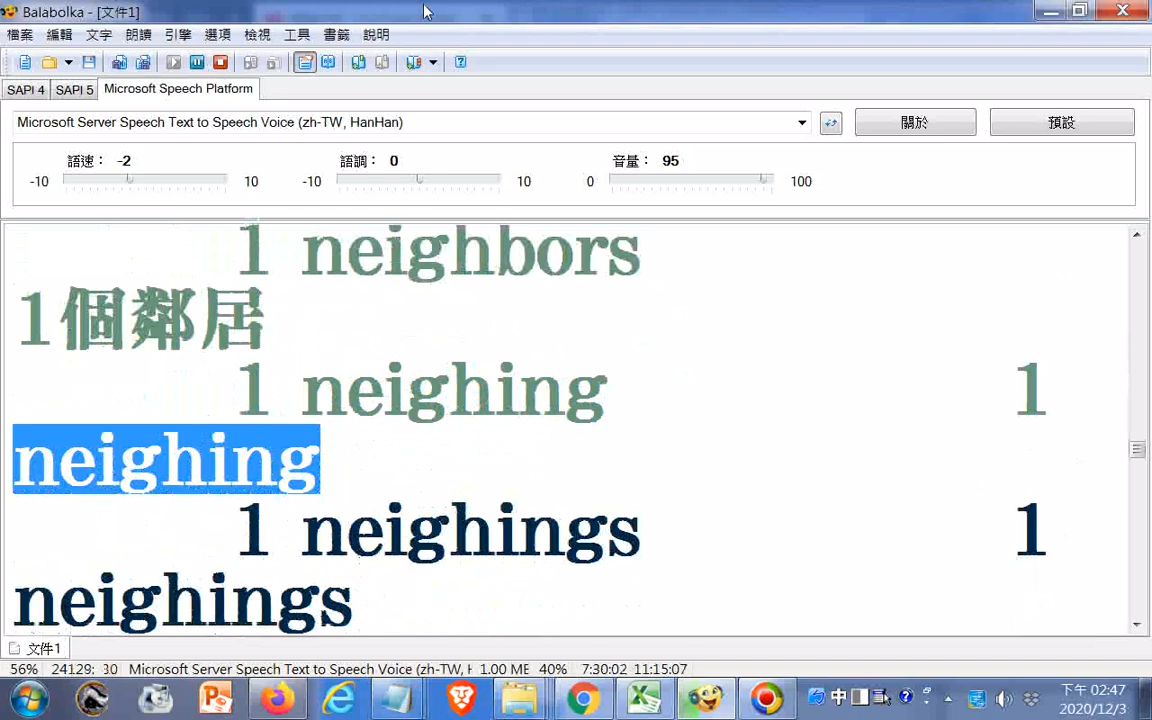 Balabolka - [文件1]
檔案 編輯 文字 朗讀 引擎 選項 檢視 工具 書籤 說明
SAPI 4 SAPI 5 Microsoft Speech Platform
Microsoft Server Speech Text to Speech Voice (zh-TW, HanHan) 關於 預設
語速： -2 語調： 0 音量： 95
-10 10 -10 10 0 100
1 neighbors
1個鄰居
1 neighing 1
neighing
1 neighings 1
neighings
文件1
56% 24129: 30 Microsoft Server Speech Text to Speech Voice (zh-TW, H 1.00 ME 40% 7:30:02 11:15:07
中 下午 02:47
2020/12/3